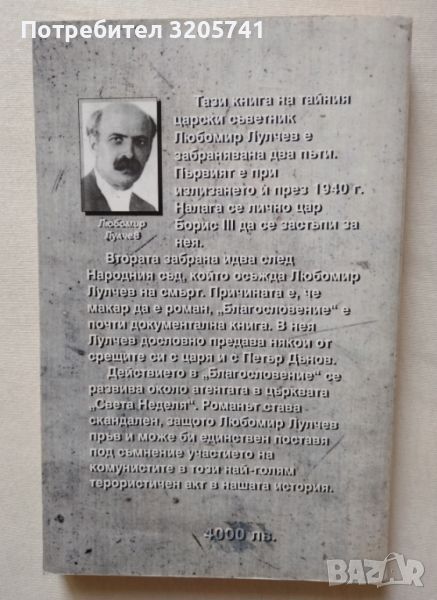 Потребител 3205741
Тази книга на тайния
царски съветник
Любомир Лулчев е
забранявана два пъти.
Първият е при
излизането ѝ през 1940 г.
Налага се лично цар
Борис III да се застъпи за
нея.
Любомир
Лулчев
Втората забрана идва след
Народния съд, който осъжда Любомир
Лулчев на смърт. Причината е, че
макар да е роман, „Благословение“ е
почти документална книга. В нея
Лулчев дословно предава някои от
срещите си с царя и с Петър Дънов.
Действието в „Благословение“ се
развива около атентата в църквата
„Света Неделя“. Романът става
скандален, защото Любомир Лулчев
пръв и може би единствен поставя
под съмнение участието на
комунистите в този най-голям
терористичен акт в нашата история.
4000 лв.
BAZAR